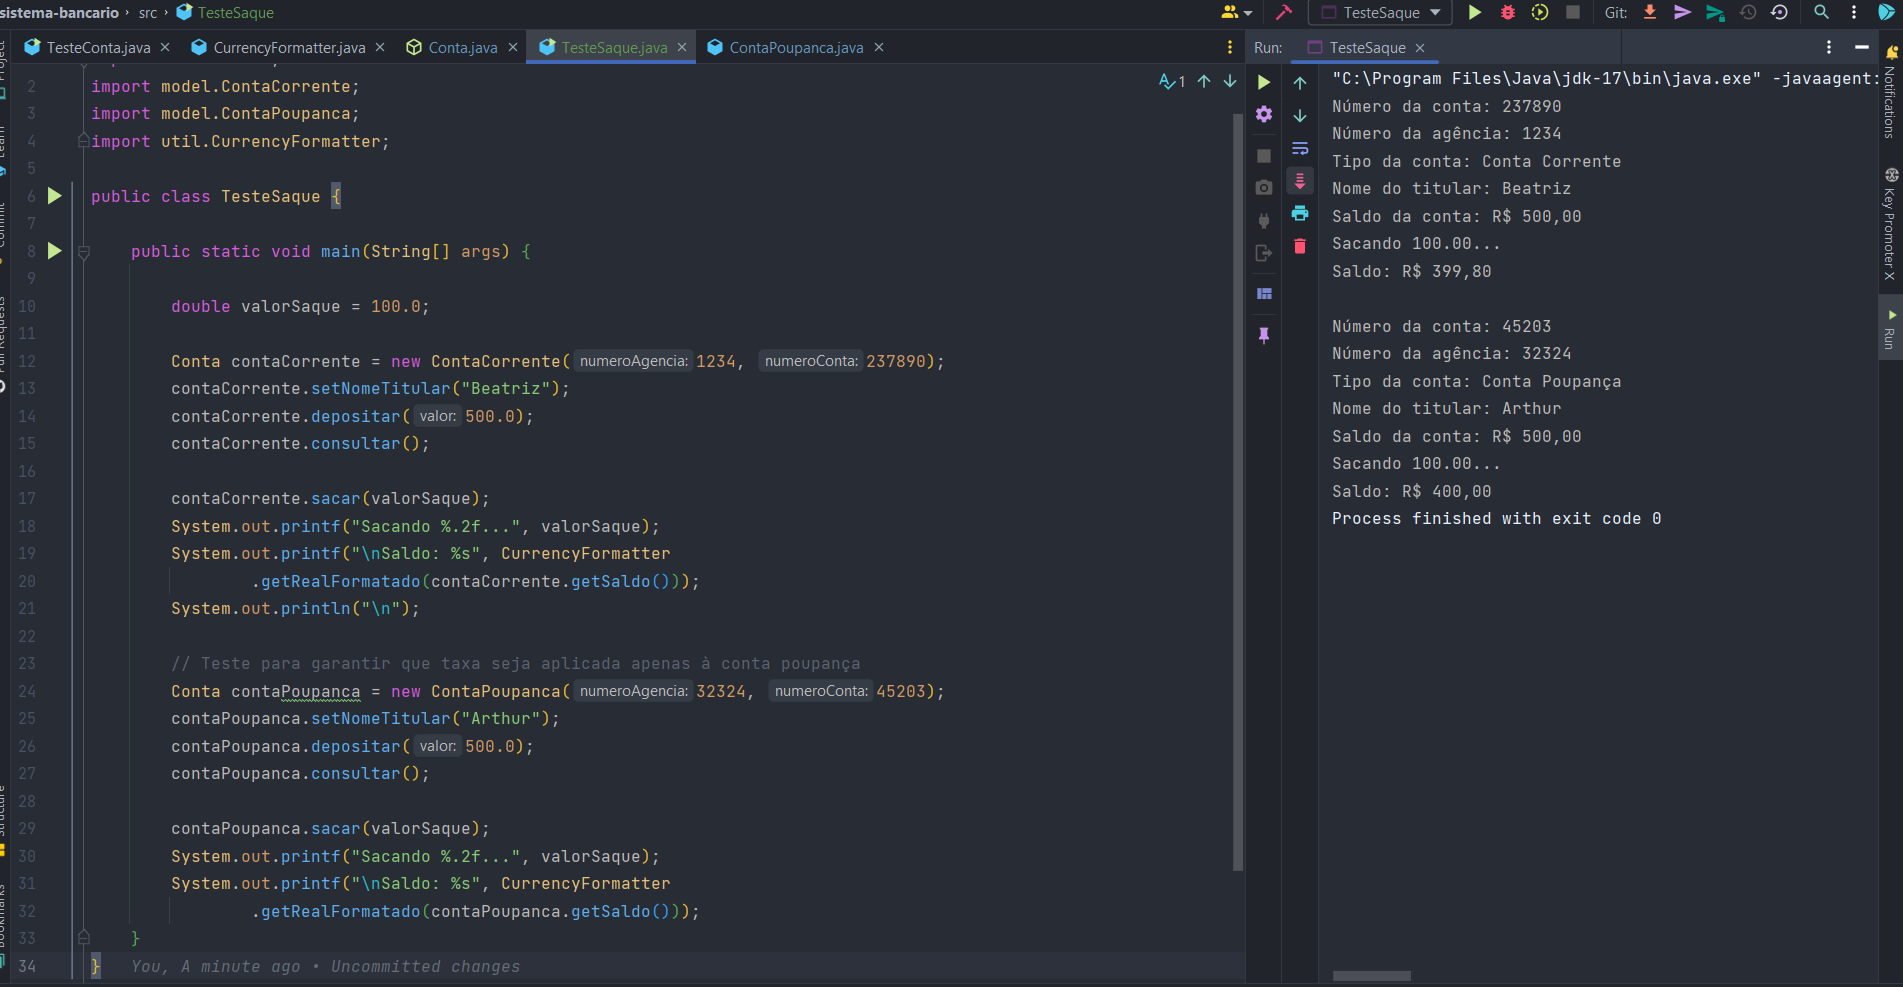 sistema-bancario › src › TesteSaque
TesteSaque
Git:
TesteConta.java
CurrencyFormatter.java
Conta.java
TesteSaque.java
ContaPoupanca.java
Run: TesteSaque
1
2 import model.ContaCorrente;
3 import model.ContaPoupanca;
4 import util.CurrencyFormatter;
5
6 public class TesteSaque {
7
8 public static void main(String[] args) {
9
10 double valorSaque = 100.0;
11
12 Conta contaCorrente = new ContaCorrente( numeroAgencia: 1234, numeroConta: 237890);
13 contaCorrente.setNomeTitular("Beatriz");
14 contaCorrente.depositar( valor: 500.0);
15 contaCorrente.consultar();
16
17 contaCorrente.sacar(valorSaque);
18 System.out.printf("Sacando %.2f...", valorSaque);
19 System.out.printf("\nSaldo: %s", CurrencyFormatter
20 .getRealFormatado(contaCorrente.getSaldo()));
21 System.out.println("\n");
22
23 // Teste para garantir que taxa seja aplicada apenas à conta poupança
24 Conta contaPoupanca = new ContaPoupanca( numeroAgencia: 32324, numeroConta: 45203);
25 contaPoupanca.setNomeTitular("Arthur");
26 contaPoupanca.depositar( valor: 500.0);
27 contaPoupanca.consultar();
28
29 contaPoupanca.sacar(valorSaque);
30 System.out.printf("Sacando %.2f...", valorSaque);
31 System.out.printf("\nSaldo: %s", CurrencyFormatter
32 .getRealFormatado(contaPoupanca.getSaldo()));
33 }
34 } You, A minute ago • Uncommitted changes
"C:\Program Files\Java\jdk-17\bin\java.exe" -javaagent:
Número da conta: 237890
Número da agência: 1234
Tipo da conta: Conta Corrente
Nome do titular: Beatriz
Saldo da conta: R$ 500,00
Sacando 100.00...
Saldo: R$ 399,80
Número da conta: 45203
Número da agência: 32324
Tipo da conta: Conta Poupança
Nome do titular: Arthur
Saldo da conta: R$ 500,00
Sacando 100.00...
Saldo: R$ 400,00
Process finished with exit code 0
Notifications
Key Promoter X
Run